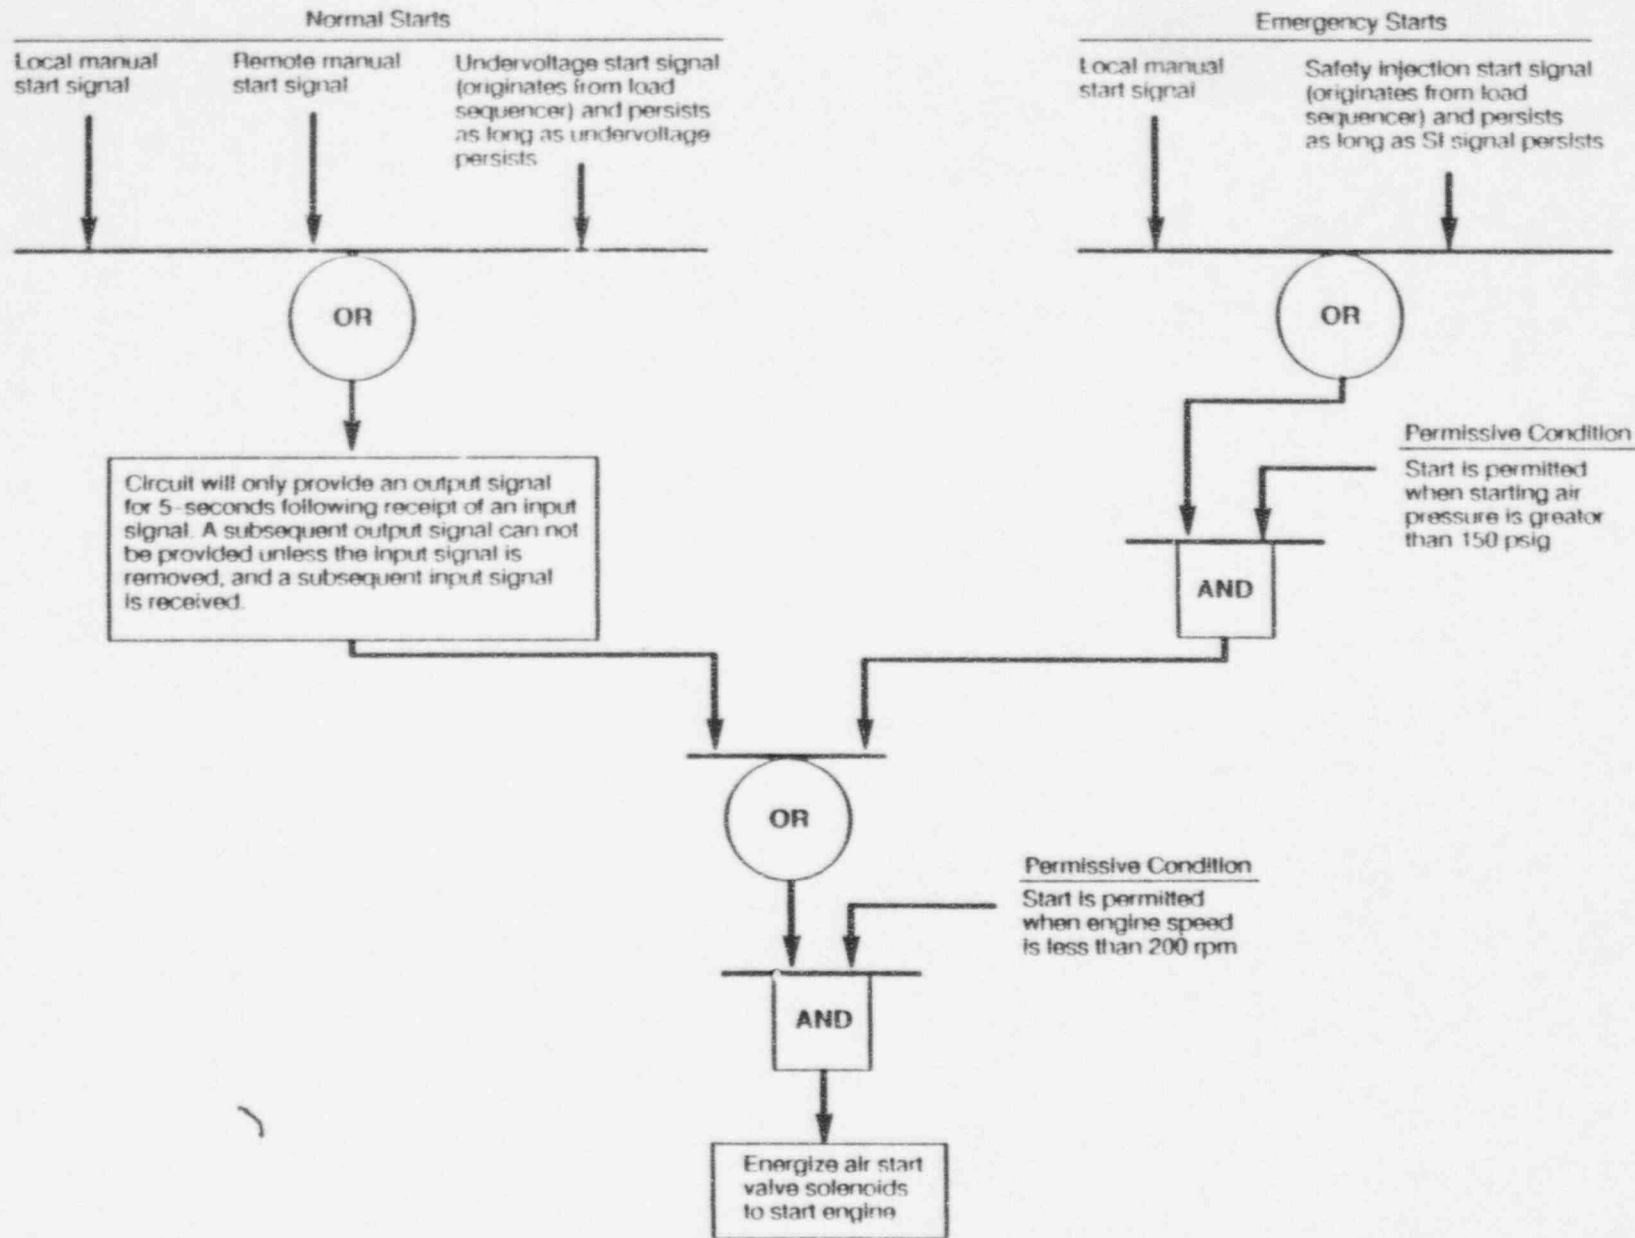 Normal Starts
Local manual
start signal
Remote manual
start signal
Undervoltage start signal
(originates from load
sequencer) and persists
as long as undervoltage
persists
OR
Circuit will only provide an output signal
for 5-seconds following receipt of an input
signal. A subsequent output signal can not
be provided unless the input signal is
removed, and a subsequent input signal
is received.
Emergency Starts
Local manual
start signal
Safety injection start signal
(originates from load
sequencer) and persists
as long as SI signal persists
OR
Permissive Condition
Start is permitted
when starting air
pressure is greator
than 150 psig
AND
OR
Permissive Condition
Start is permitted
when engine speed
is less than 200 rpm
AND
Energize air start
valve solenoids
to start engine